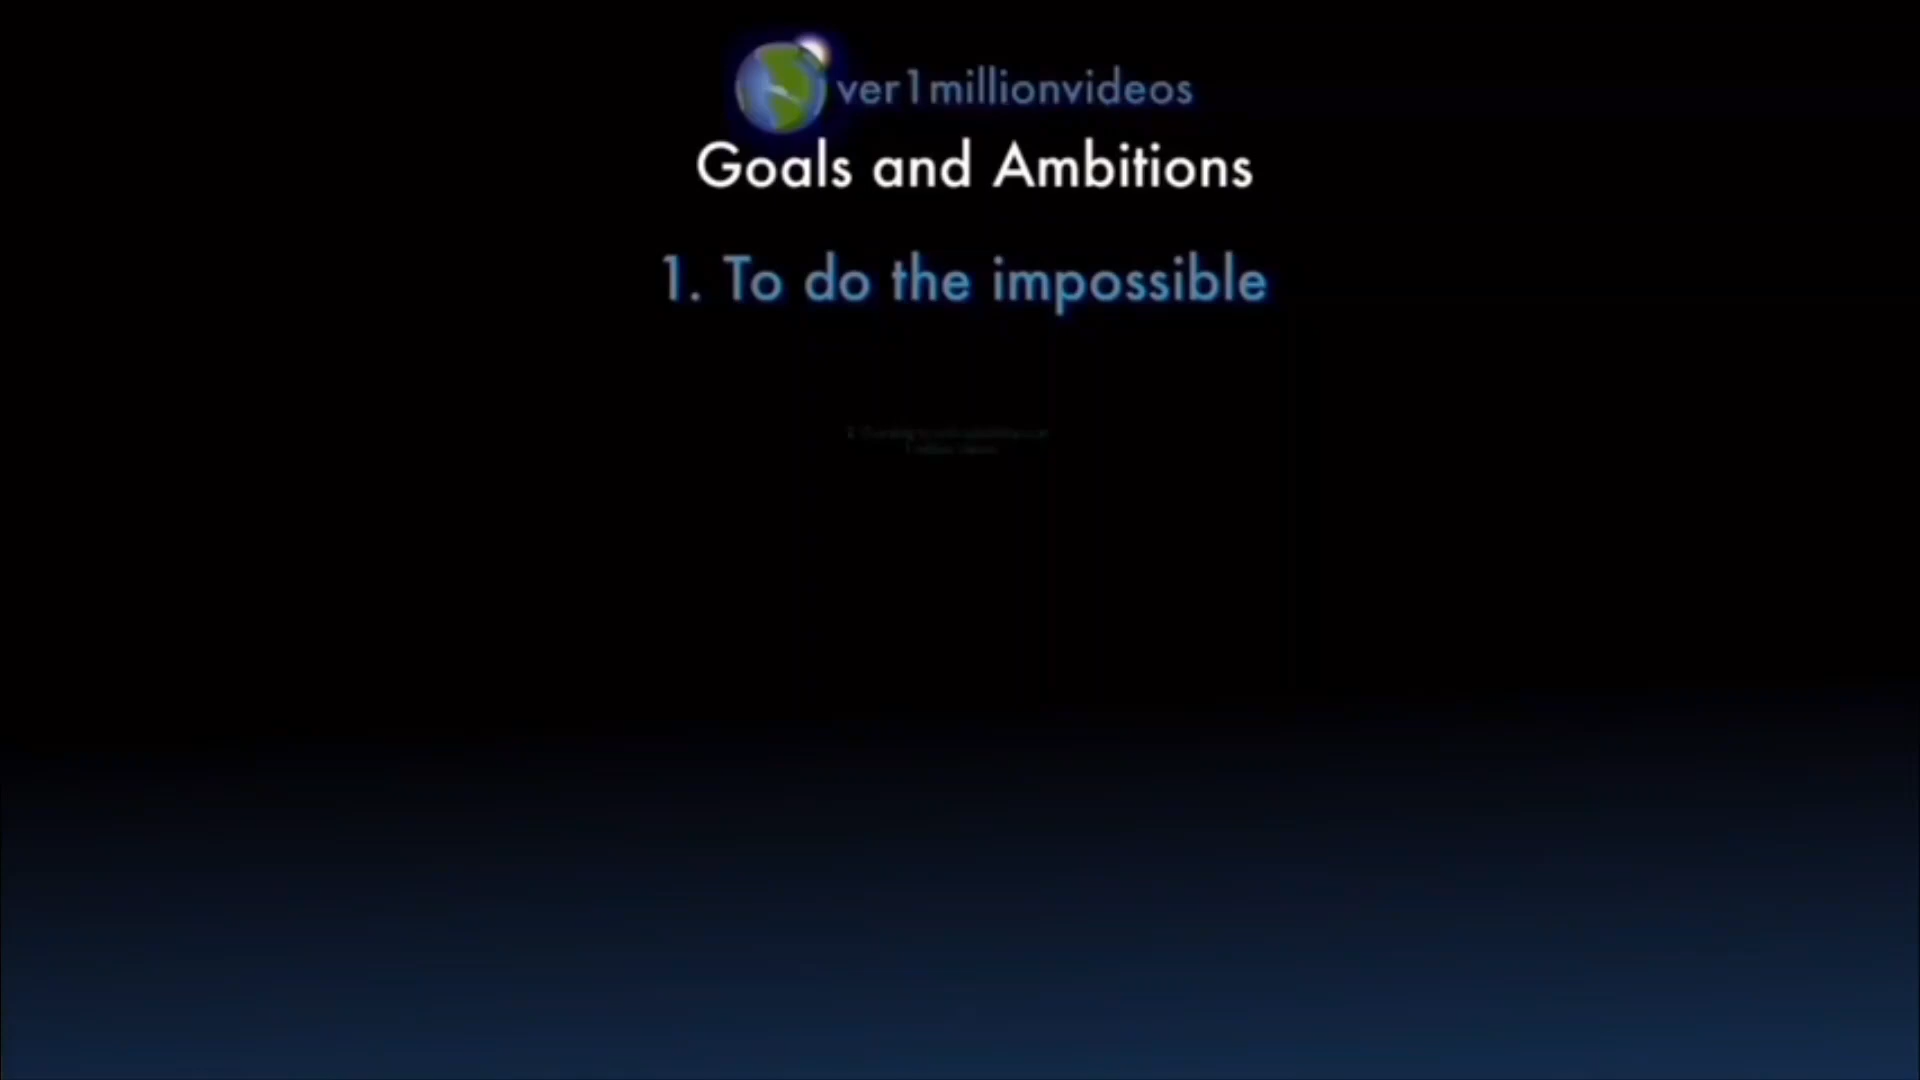 ver1millionvideos
Goals and Ambitions
1. To do the impossible